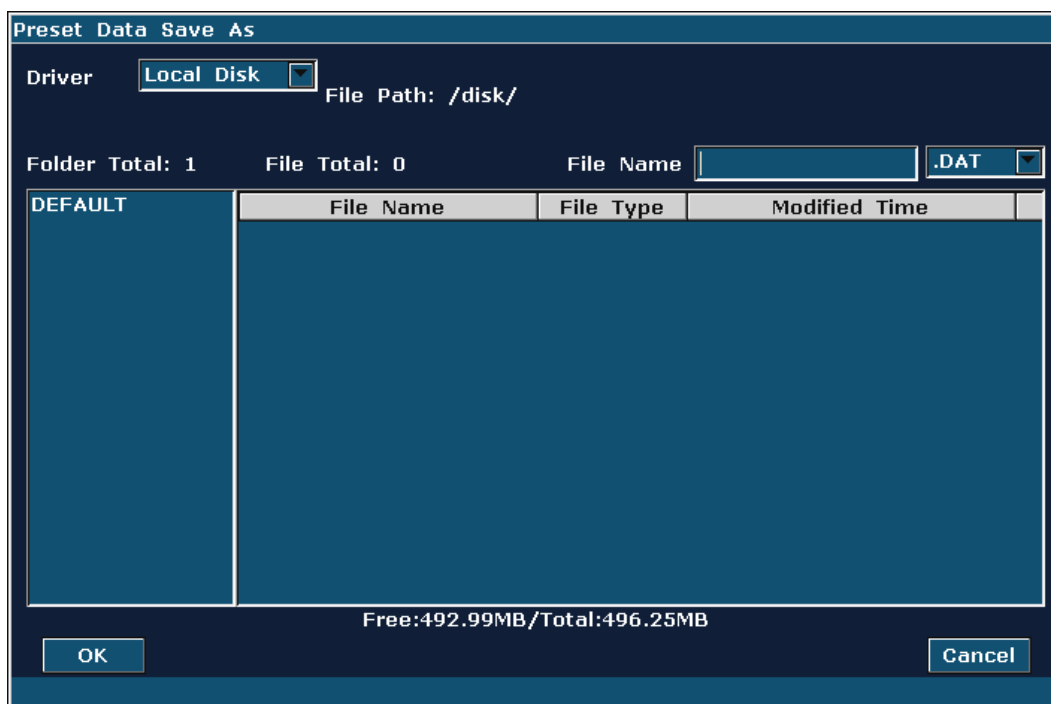 Preset Data Save As
Driver Local Disk
File Path: /disk/
Folder Total: 1 File Total: 0 File Name .DAT
DEFAULT File Name File Type Modified Time
Free:492.99MB/Total:496.25MB
OK Cancel